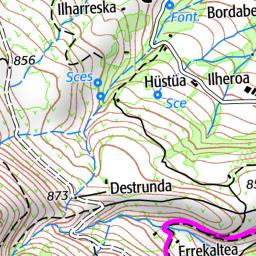 Ilharreska
Font.
Bordabe
856
Sces
Hüstüa
Ilheroa
Sce
873
Destrunda
85
Errekaltea